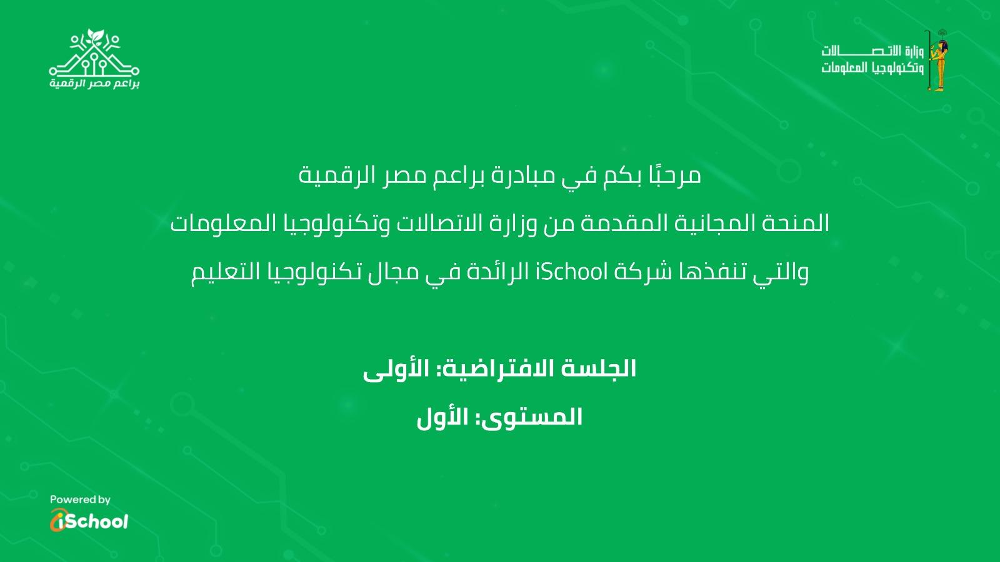 وزارة الاتصالات
وتكنولوجيا المعلومات
براعم مصر الرقمية
مرحبًا بكم في مبادرة براعم مصر الرقمية
المنحة المجانية المقدمة من وزارة الاتصالات وتكنولوجيا المعلومات
والتي تنفذها شركة iSchool الرائدة في مجال تكنولوجيا التعليم
الجلسة الافتراضية: الأولى
المستوى: الأول
Powered by
iSchool